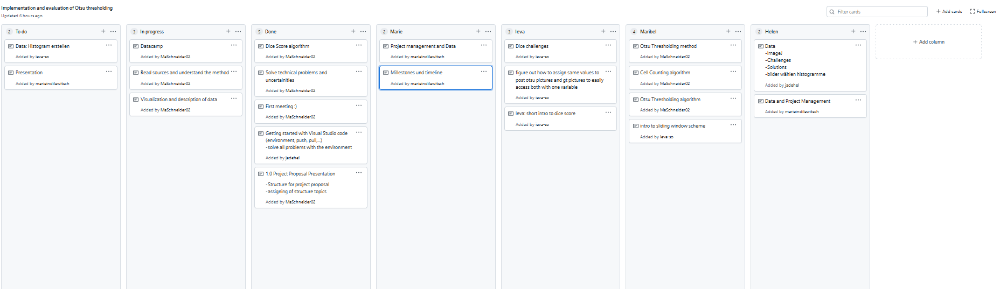 Implementation and evaluation of Otsu thresholding
Updated 6 hours ago
Filter cards
+ Add cards
Fullscreen
2 To do
Data: Histogram erstellen
Added by ieva-so
Presentation
Added by marieindilewitsch
3 In progress
Datacamp
Added by MaSchneider02
Read sources and understand the method
Added by MaSchneider02
Visualization and description of data
Added by MaSchneider02
5 Done
Dice Score algorithm
Added by MaSchneider02
Solve technical problems and
uncertainities
Added by MaSchneider02
First meeting :)
Added by MaSchneider02
Getting started with Visual Studio code
(environment, push, pull,...)
-solve all problems with the environment
Added by jadehel
1.0 Project Proposal Presentation
-Structure for project proposal
-assigning of structure topics
Added by MaSchneider02
2 Marie
Project management and Data
Added by marieindilewitsch
Millestones und timeline
Added by marieindilewitsch
3 Ieva
Dice challenges
Added by ieva-so
figure out how to assign same values to
post otsu pictures and gt pictures to easily
access both with one variable
Added by ieva-so
Ieva: short intro to dice score
Added by ieva-so
4 Maribel
Otsu Thresholding method
Added by MaSchneider02
Cell Counting algorithm
Added by MaSchneider02
Otsu Thresholding algorithm
Added by MaSchneider02
intro to sliding window scheme
Added by ieva-so
2 Helen
Data
-ImageJ
-Challenges
-Solutions
-bilder wählen histogramme
Added by jadehel
Data and Project Management
Added by marieindilewitsch
+ Add column